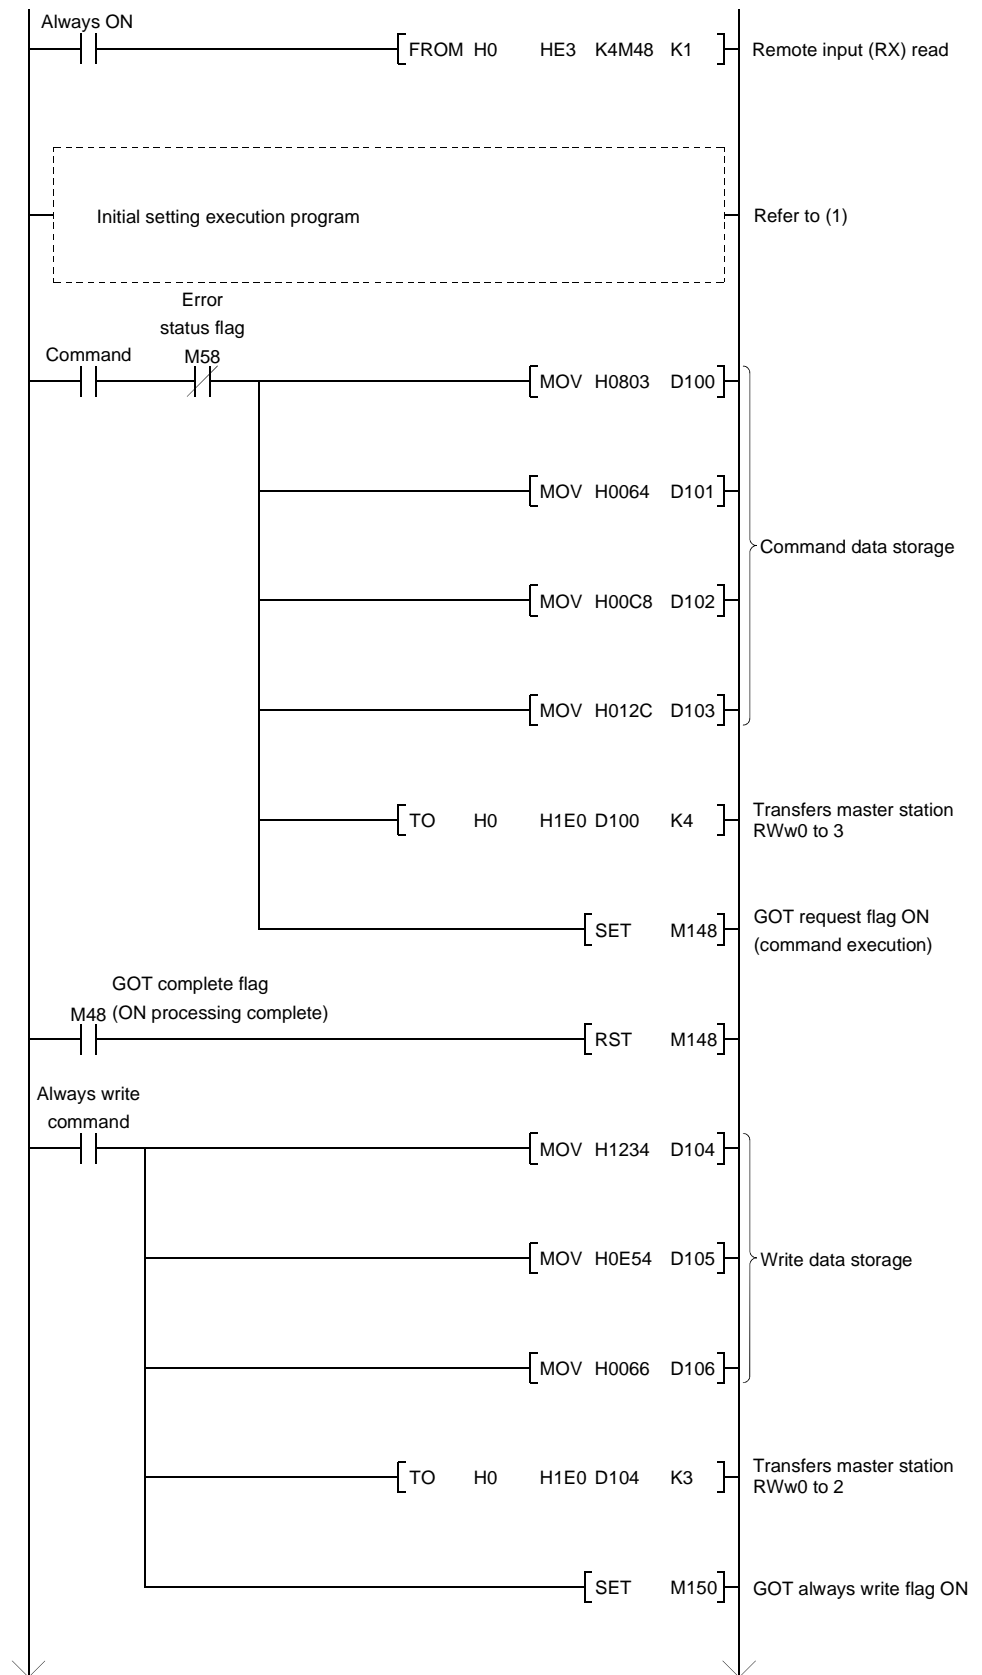 Always ON
FROM H0 HE3 K4M48 K1 Remote input (RX) read
Initial setting execution program Refer to (1)
Error
status flag
Command M58
MOV H0803 D100
MOV H0064 D101
Command data storage
MOV H00C8 D102
MOV H012C D103
TO H0 H1E0 D100 K4 Transfers master station
RWw0 to 3
SET M148 GOT request flag ON
(command execution)
GOT complete flag
M48 (ON processing complete)
RST M148
Always write
command
MOV H1234 D104
MOV H0E54 D105 Write data storage
MOV H0066 D106
TO H0 H1E0 D104 K3 Transfers master station
RWw0 to 2
SET M150 GOT always write flag ON